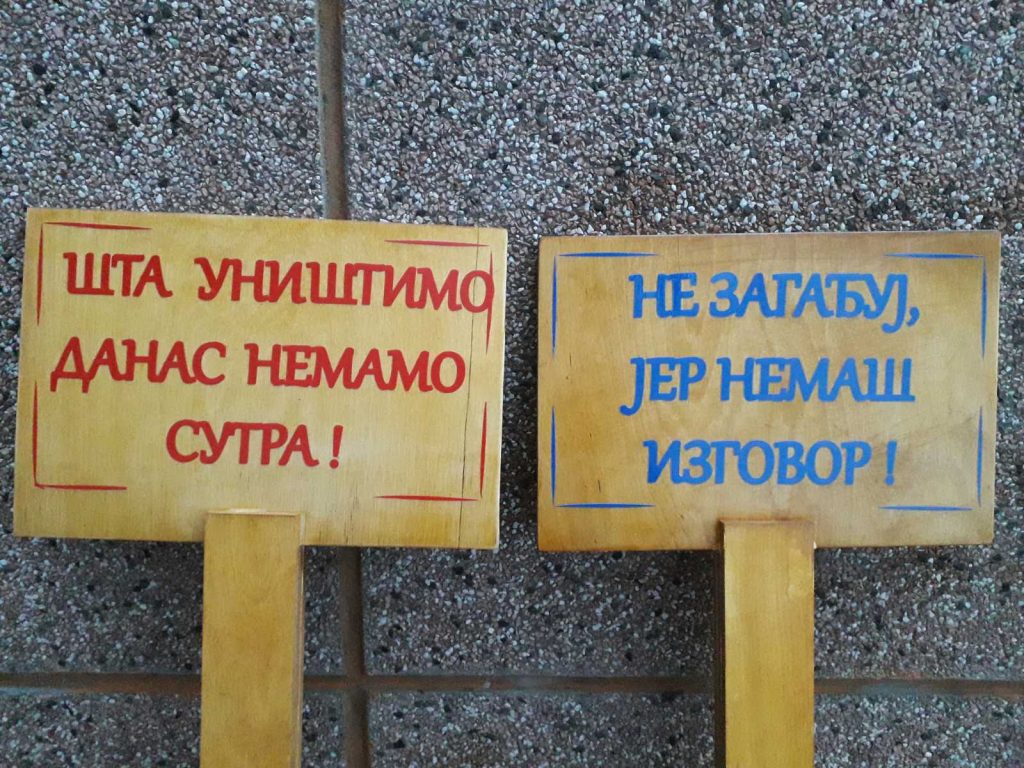 ШТА УНИШТИМО
ДАНАС НЕМАМО
СУТРА !
НЕ ЗАГАЂУЈ,
ЈЕР НЕМАШ
ИЗГОВОР !